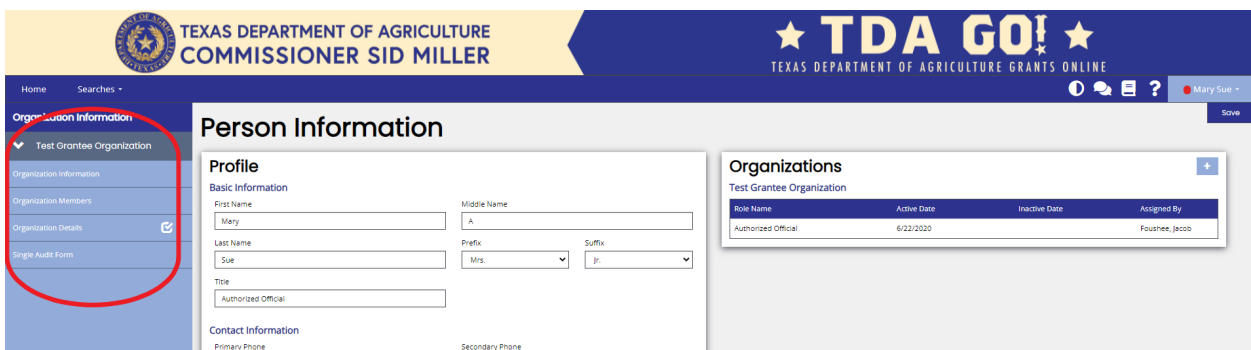 TEXAS DEPARTMENT OF AGRICULTURE
COMMISSIONER SID MILLER
TDA GO!
TEXAS DEPARTMENT OF AGRICULTURE GRANTS ONLINE
Home Searches
Mary Sue
Organization Information
Test Grantee Organization
Organization Information
Organization Members
Organization Details
Single Audit Form
Save
Person Information
Profile
Basic Information
First Name Middle Name
Mary A
Last Name Prefix Suffix
Sue Mrs. Jr.
Title
Authorized Official
Contact Information
Primary Phone Secondary Phone
Organizations
+
Test Grantee Organization
Role Name Active Date Inactive Date Assigned By
Authorized Official 6/22/2020 Foushee, Jacob